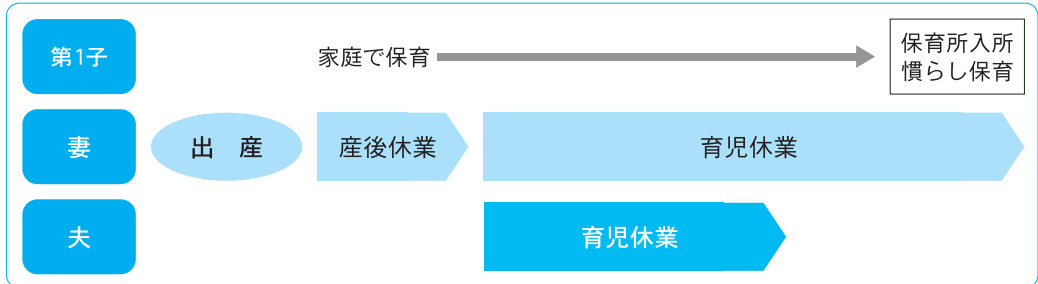 第1子
家庭で保育
保育所入所
慣らし保育
妻
出　産
産後休業
育児休業
夫
育児休業